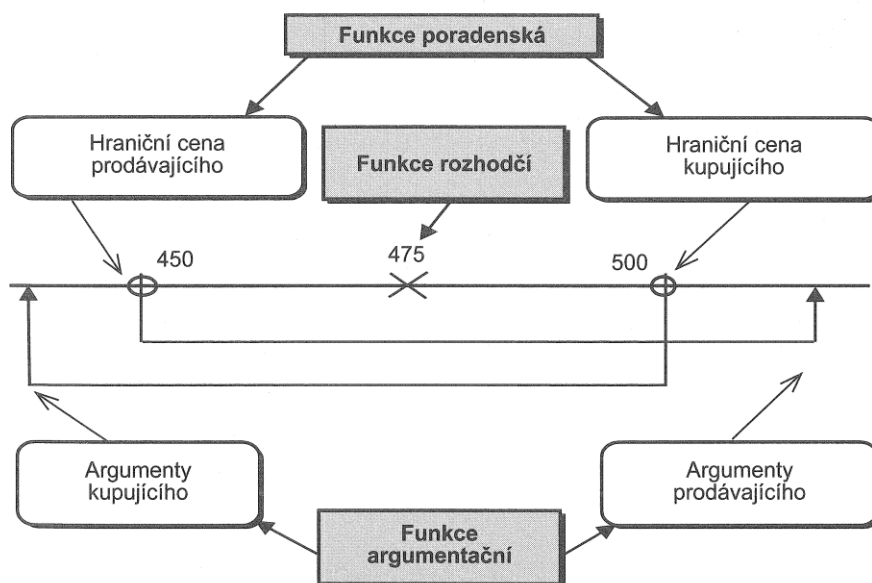 Funkce poradenská
Hraniční cena
prodávajícího
Funkce rozhodčí
Hraniční cena
kupujícího
450
475
500
Argumenty
kupujícího
Argumenty
prodávajícího
Funkce
argumentační